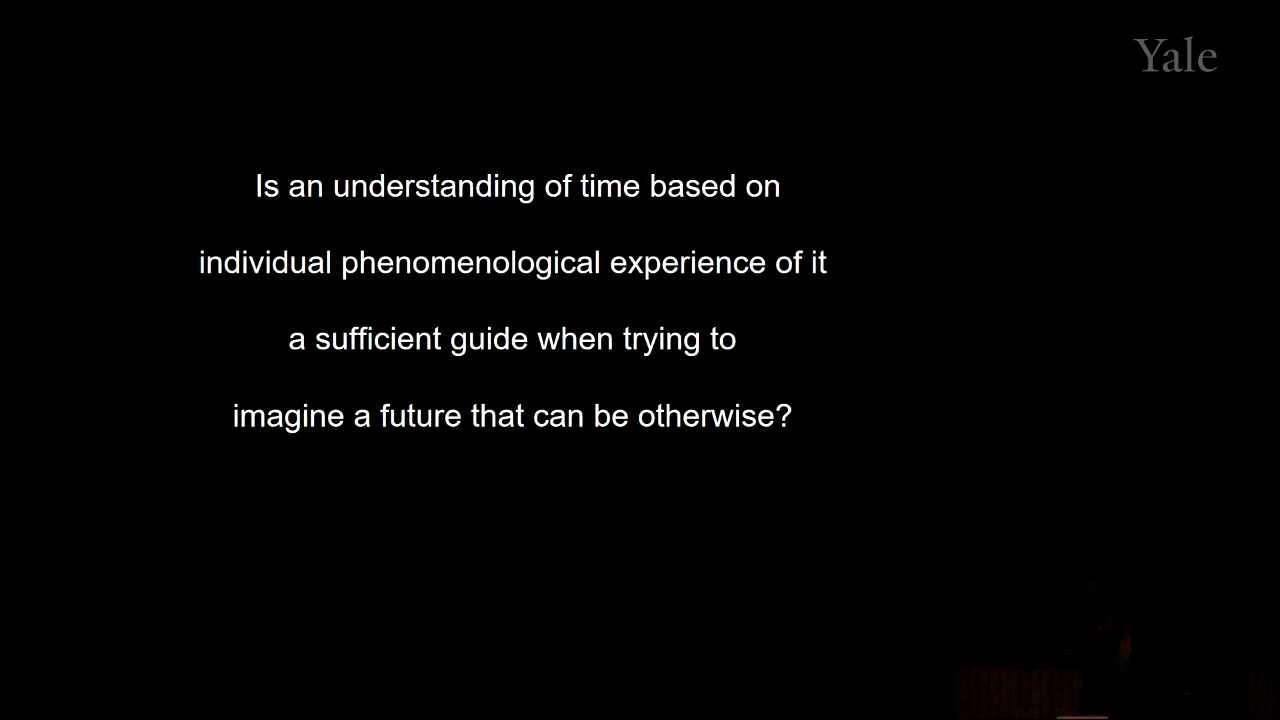 Yale
Is an understanding of time based on
individual phenomenological experience of it
a sufficient guide when trying to
imagine a future that can be otherwise?